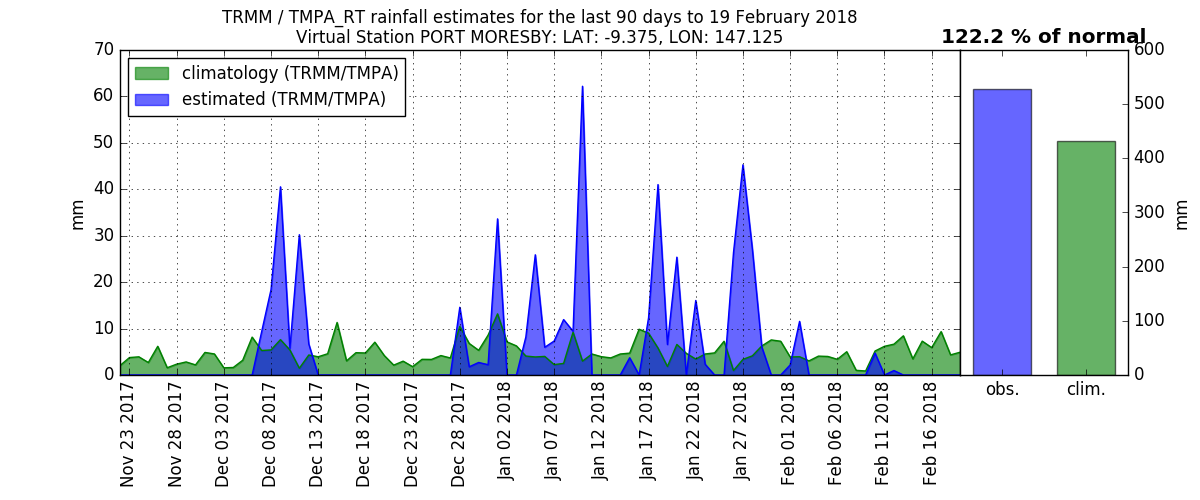 TRMM / TMPA_RT rainfall estimates for the last 90 days to 19 February 2018
Virtual Station PORT MORESBY: LAT: -9.375, LON: 147.125
122.2 % of normal
climatology (TRMM/TMPA)
estimated (TRMM/TMPA)
mm
70
60
50
40
30
20
10
0
Nov 23 2017
Nov 28 2017
Dec 03 2017
Dec 08 2017
Dec 13 2017
Dec 18 2017
Dec 23 2017
Dec 28 2017
Jan 02 2018
Jan 07 2018
Jan 12 2018
Jan 17 2018
Jan 22 2018
Jan 27 2018
Feb 01 2018
Feb 06 2018
Feb 11 2018
Feb 16 2018
obs.
clim.
600
500
400
300
200
100
0
mm